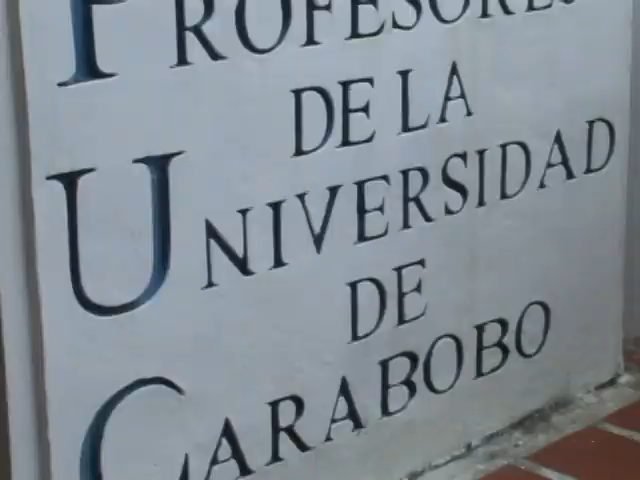 PROFESORES
DE LA
UNIVERSIDAD
DE
CARABOBO